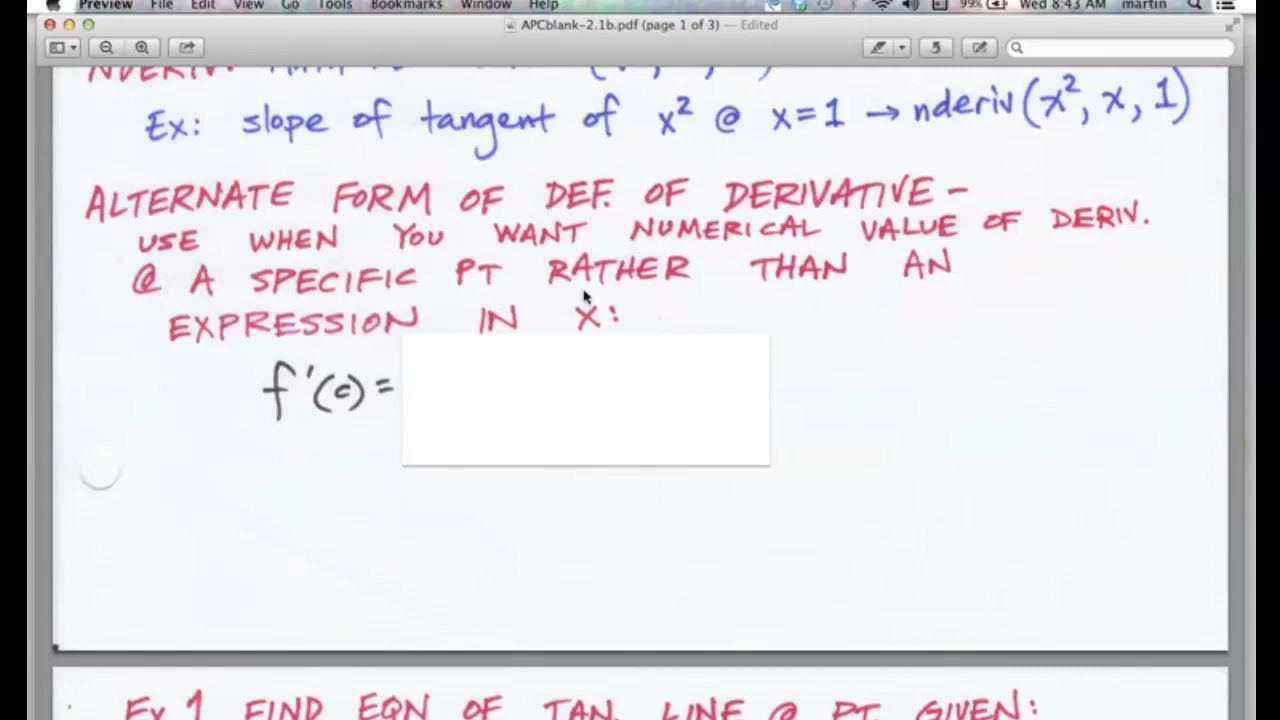 Preview File Edit View Go Tools Bookmarks Window Help 99% Wed 8:43 AM martin
APCblank-2.1b.pdf (page 1 of 3) — Edited
NDERIV
Ex: slope of tangent of x² @ x=1 → nderiv(x², x, 1)
ALTERNATE FORM OF DEF. OF DERIVATIVE –
USE WHEN YOU WANT NUMERICAL VALUE OF DERIV.
@ A SPECIFIC PT RATHER THAN AN
EXPRESSION IN X:
f'(c) =
Ex 1 FIND EQN OF TAN. LINE @ PT. GIVEN: